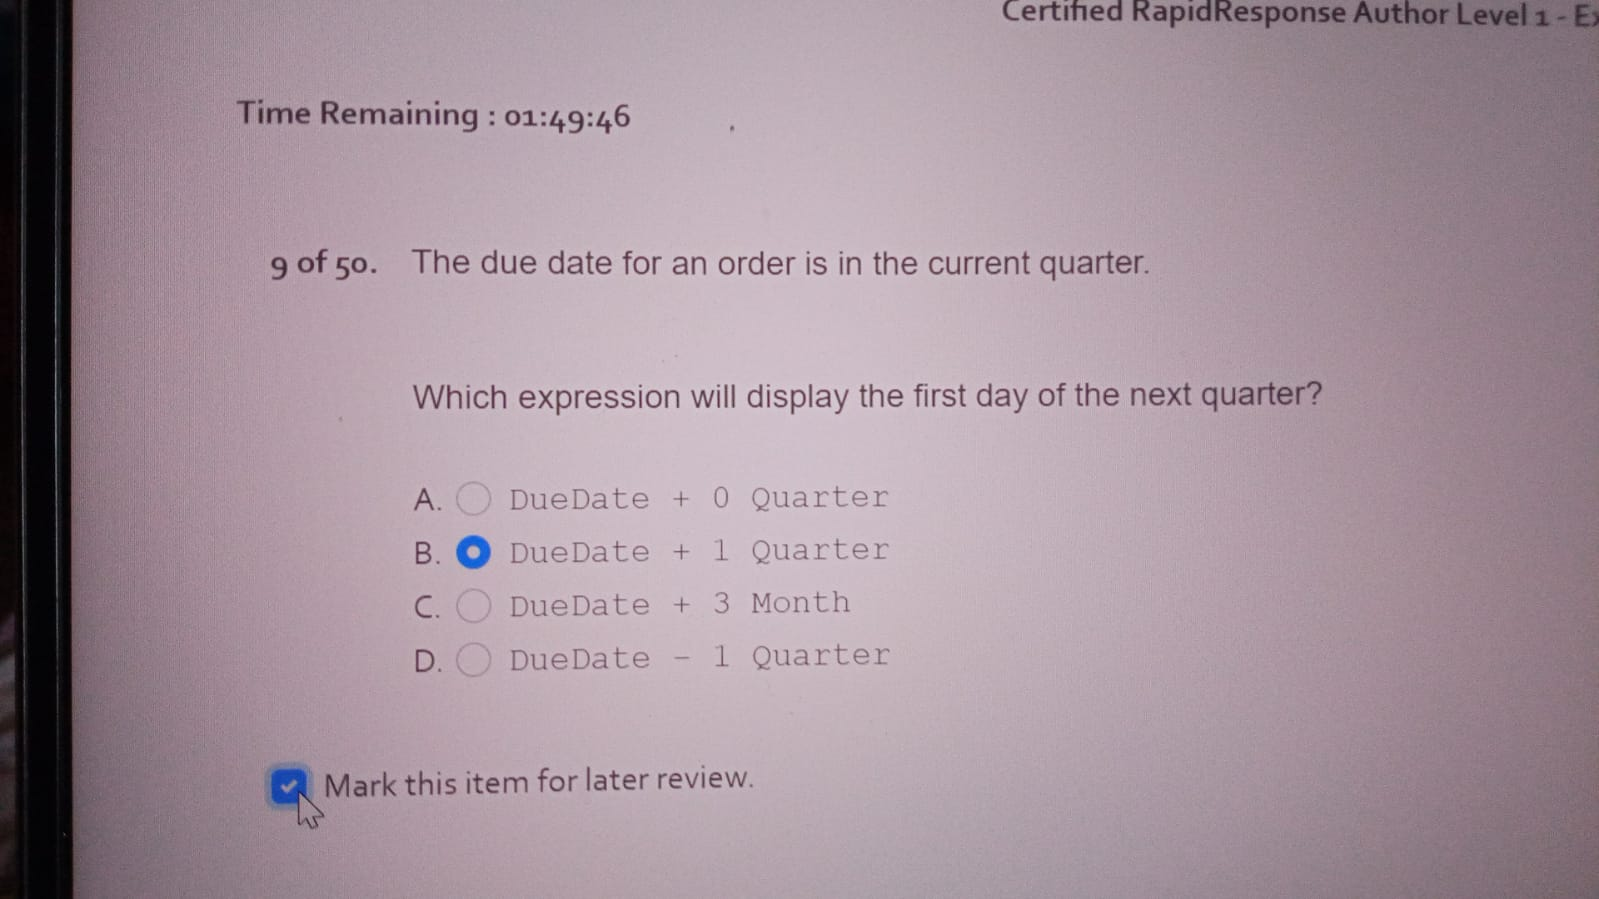 Certified RapidResponse Author Level 1 - Ex
Time Remaining : 01:49:46
9 of 50. The due date for an order is in the current quarter.
Which expression will display the first day of the next quarter?
A. DueDate + 0 Quarter
B. DueDate + 1 Quarter
C. DueDate + 3 Month
D. DueDate - 1 Quarter
Mark this item for later review.